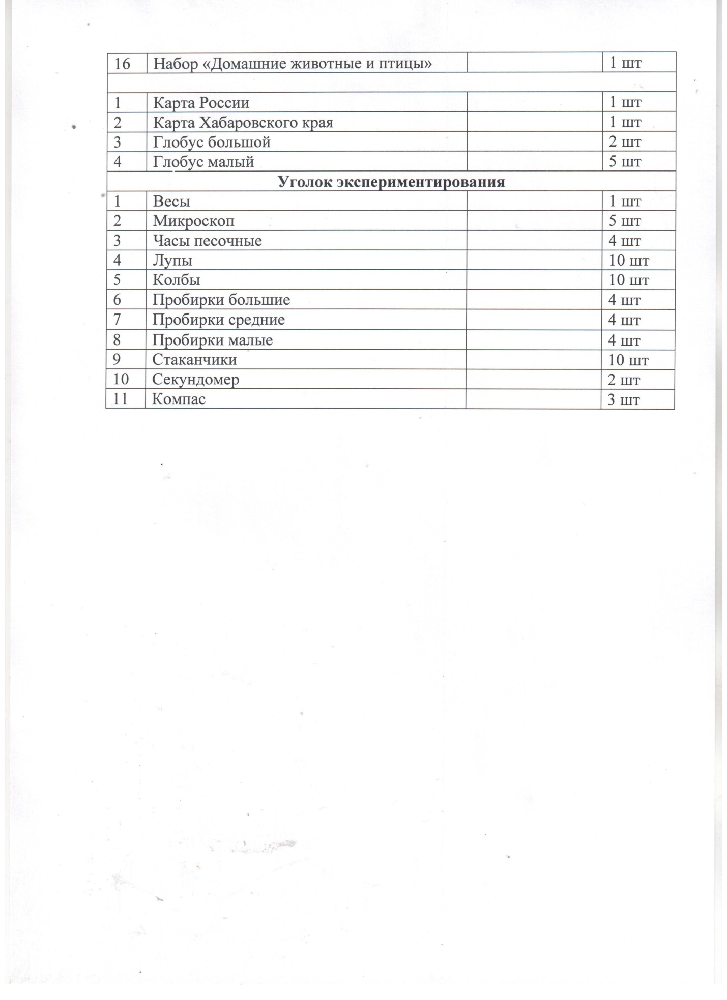 16 Набор «Домашние животные и птицы» 1 шт
1 Карта России 1 шт
2 Карта Хабаровского края 1 шт
3 Глобус большой 2 шт
4 Глобус малый 5 шт
Уголок экспериментирования
1 Весы 1 шт
2 Микроскоп 5 шт
3 Часы песочные 4 шт
4 Лупы 10 шт
5 Колбы 10 шт
6 Пробирки большие 4 шт
7 Пробирки средние 4 шт
8 Пробирки малые 4 шт
9 Стаканчики 10 шт
10 Секундомер 2 шт
11 Компас 3 шт